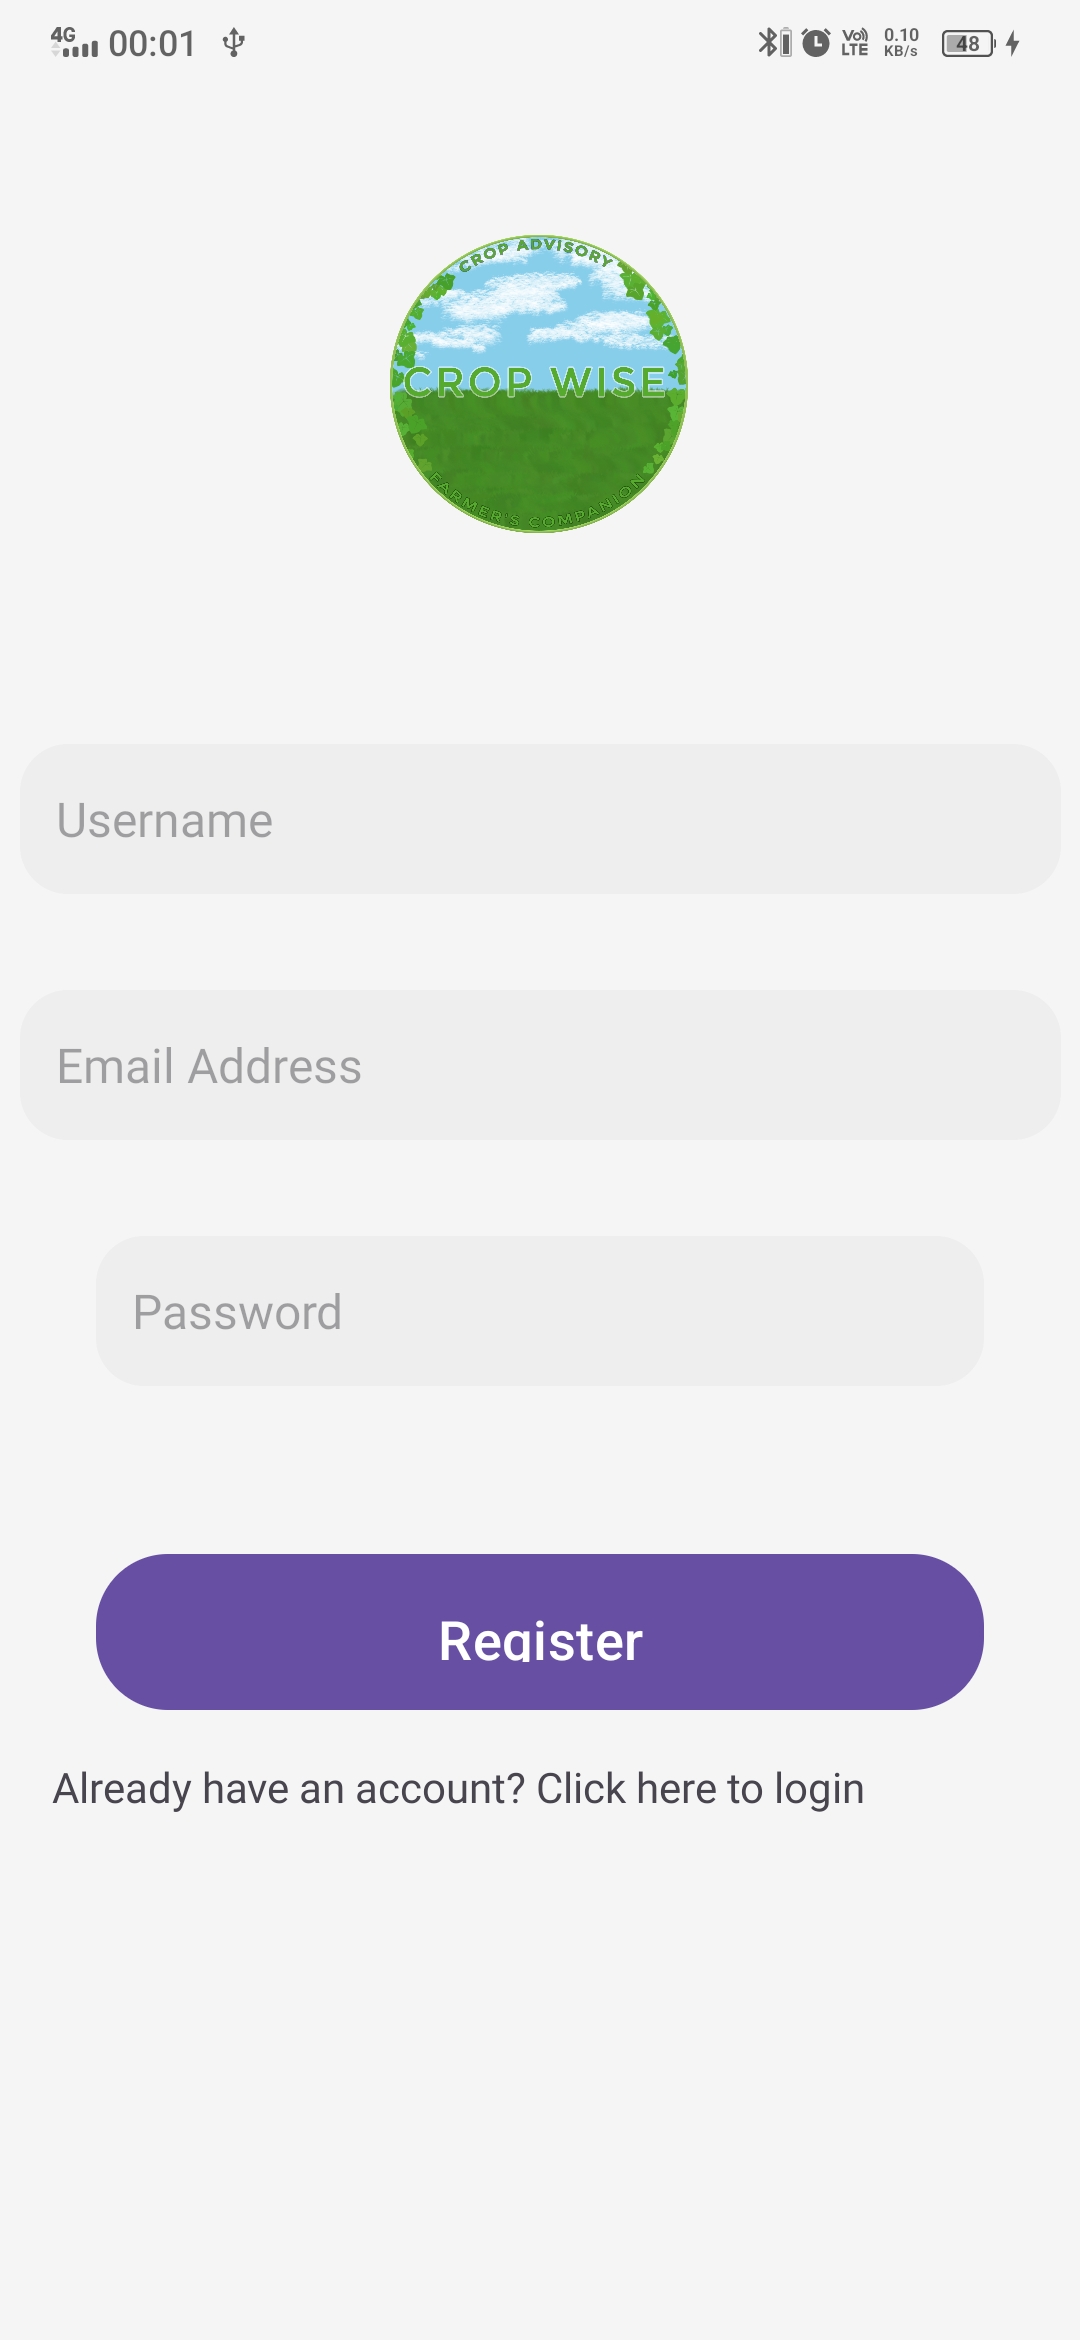 4G 00:01 Vo)) LTE 0.10 KB/s 48
CROP ADVISORY
CROP WISE
FARMER'S COMPANION
Username
Email Address
Password
Register
Already have an account? Click here to login